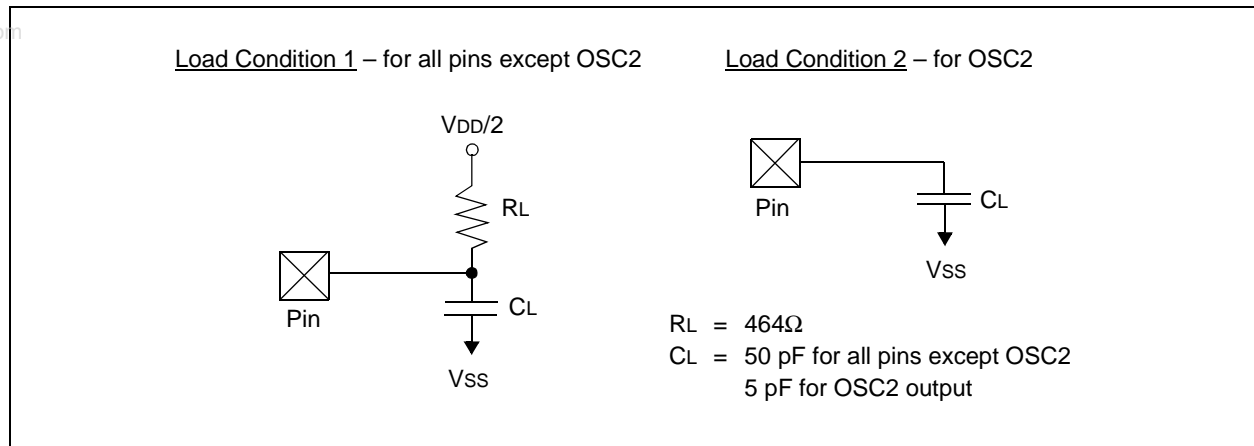 om
Load Condition 1 – for all pins except OSC2
Load Condition 2 – for OSC2
VDD/2
RL
Pin
CL
VSS
Pin
CL
VSS
RL = 464Ω
CL = 50 pF for all pins except OSC2
5 pF for OSC2 output